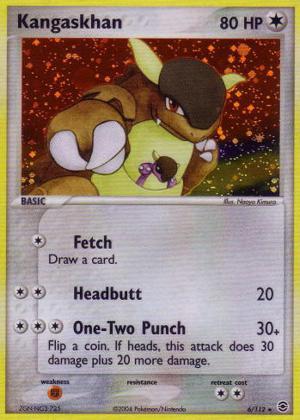 Kangaskhan 80 HP
Illus. Naoyo Kimura
BASIC
Fetch
Draw a card.
Headbutt 20
One-Two Punch 30+
Flip a coin. If heads, this attack does 30
damage plus 20 more damage.
weakness resistance retreat cost
©2004 Pokémon/Nintendo 6/112 ★